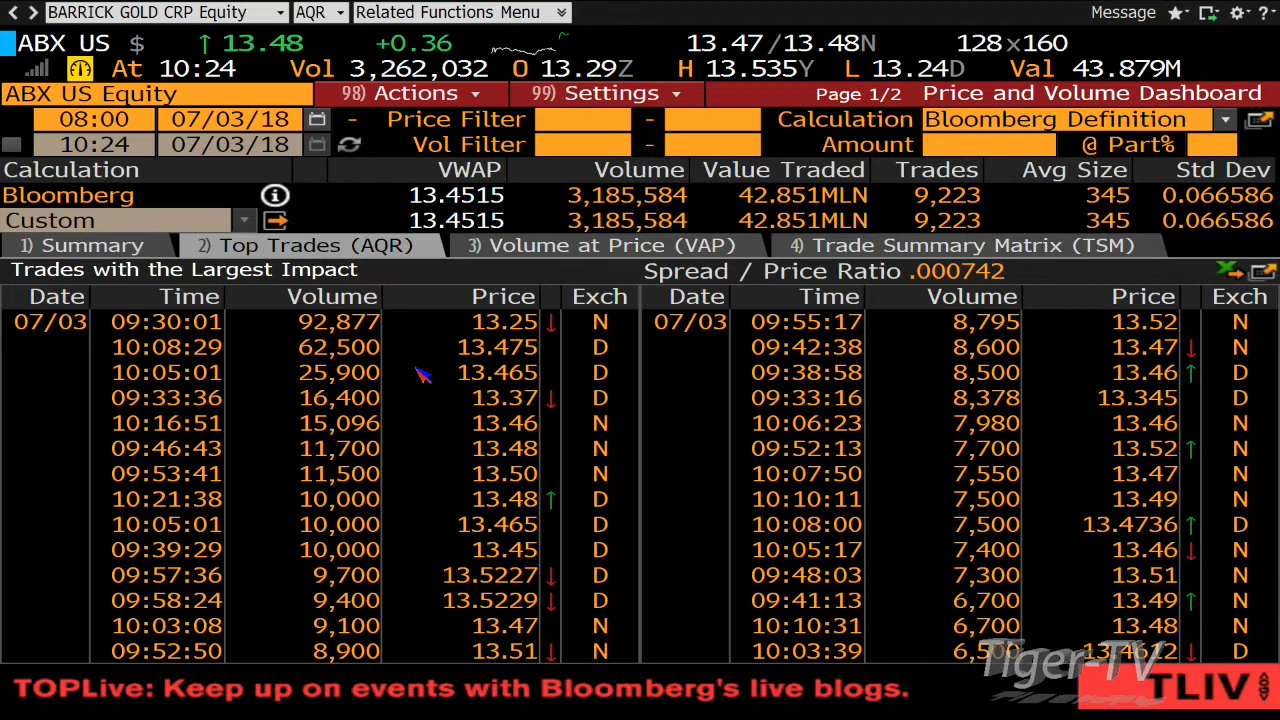 BARRICK GOLD CRP Equity AQR Related Functions Menu Message ?
ABX US $ ↑ 13.48 +0.36 13.47/13.48N 128x160
At 10:24 Vol 3,262,032 O 13.29Z H 13.535Y L 13.24D Val 43.879M
ABX US Equity 98) Actions 99) Settings Page 1/2 Price and Volume Dashboard
08:00 07/03/18 - Price Filter - Calculation Bloomberg Definition
10:24 07/03/18 Vol Filter - Amount @ Part%
Calculation VWAP Volume Value Traded Trades Avg Size Std Dev
Bloomberg 13.4515 3,185,584 42.851MLN 9,223 345 0.066586
Custom 13.4515 3,185,584 42.851MLN 9,223 345 0.066586
1) Summary 2) Top Trades (AQR) 3) Volume at Price (VAP) 4) Trade Summary Matrix (TSM)
Trades with the Largest Impact Spread / Price Ratio .000742
Date Time Volume Price Exch Date Time Volume Price Exch
07/03 09:30:01 92,877 13.25 ↓ N 07/03 09:55:17 8,795 13.52 N
10:08:29 62,500 13.475 D 09:42:38 8,600 13.47 ↓ N
10:05:01 25,900 13.465 D 09:38:58 8,500 13.46 ↑ D
09:33:36 16,400 13.37 ↓ N 09:33:16 8,378 13.345 D
10:16:51 15,096 13.46 N 10:06:23 7,980 13.46 N
09:46:43 11,700 13.48 N 09:52:13 7,700 13.52 ↑ N
09:53:41 11,500 13.50 N 10:07:50 7,550 13.47 N
10:21:38 10,000 13.48 ↑ D 10:10:11 7,500 13.49 N
10:05:01 10,000 13.465 D 10:08:00 7,500 13.4736 ↑ D
09:39:29 10,000 13.45 D 10:05:17 7,400 13.46 ↓ N
09:57:36 9,700 13.5227 ↓ D 09:48:03 7,300 13.51 N
09:58:24 9,400 13.5229 ↓ D 09:41:13 6,700 13.49 ↑ N
10:03:08 9,100 13.47 N 10:10:31 6,700 13.48 N
09:52:50 8,900 13.51 ↓ N 10:03:39 6,500 13.4612 ↓ D
Tiger-TV
TOPLive: Keep up on events with Bloomberg's live blogs. TLIV